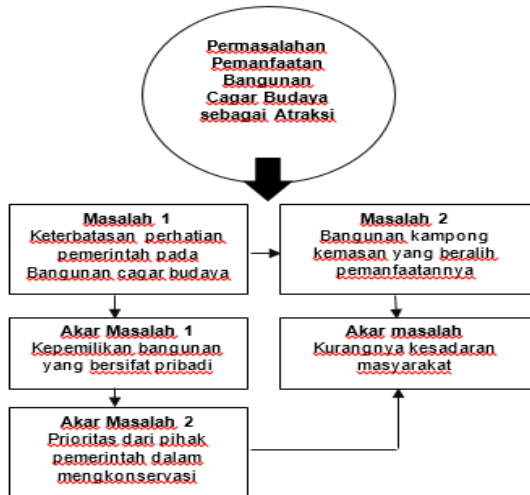 Permasalahan
Pemanfaatan
Bangunan
Cagar Budaya
sebagai Atraksi
Masalah 1
Keterbatasan perhatian
pemerintah pada
Bangunan cagar budaya
Masalah 2
Bangunan kampong
kemasan yang beralih
pemanfaatannya
Akar Masalah 1
Kepemilikan bangunan
yang bersifat pribadi
Akar masalah
Kurangnya kesadaran
masyarakat
Akar Masalah 2
Prioritas dari pihak
pemerintah dalam
mengkonservasi